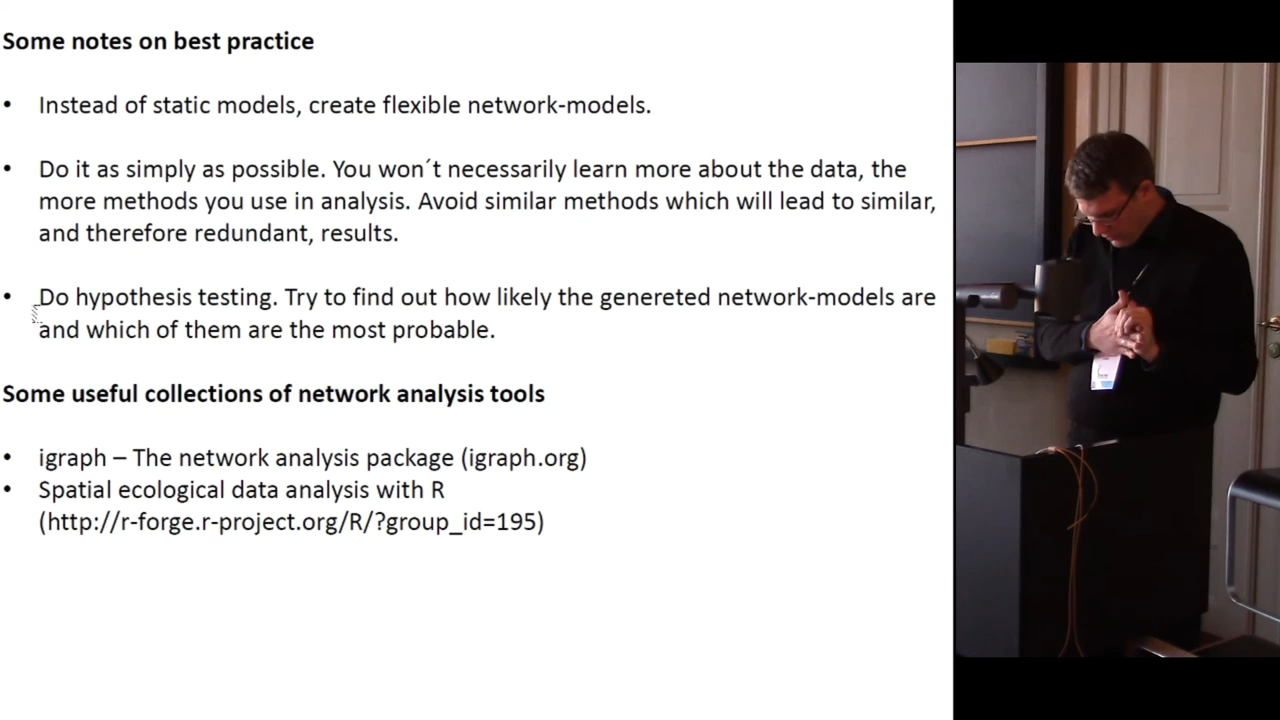 Some notes on best practice
• Instead of static models, create flexible network-models.
• Do it as simply as possible. You won´t necessarily learn more about the data, the
more methods you use in analysis. Avoid similar methods which will lead to similar,
and therefore redundant, results.
• Do hypothesis testing. Try to find out how likely the genereted network-models are
and which of them are the most probable.
Some useful collections of network analysis tools
• igraph – The network analysis package (igraph.org)
• Spatial ecological data analysis with R
(http://r-forge.r-project.org/R/?group_id=195)